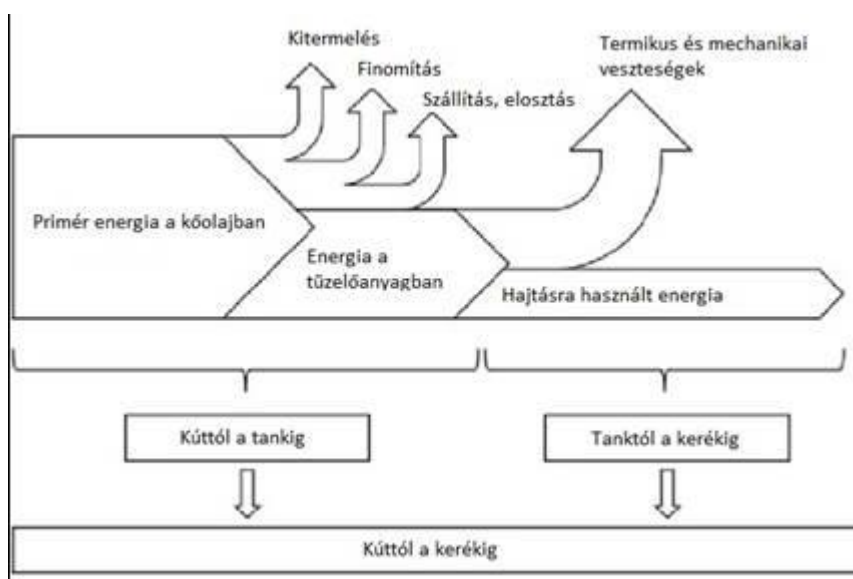 Kitermelés
Finomítás
Szállítás, elosztás
Termikus és mechanikai
veszteségek
Primér energia a kőolajban
Energia a
tüzelőanyagban
Hajtásra használt energia
Kúttól a tankig
Tanktól a kerékig
Kúttól a kerékig